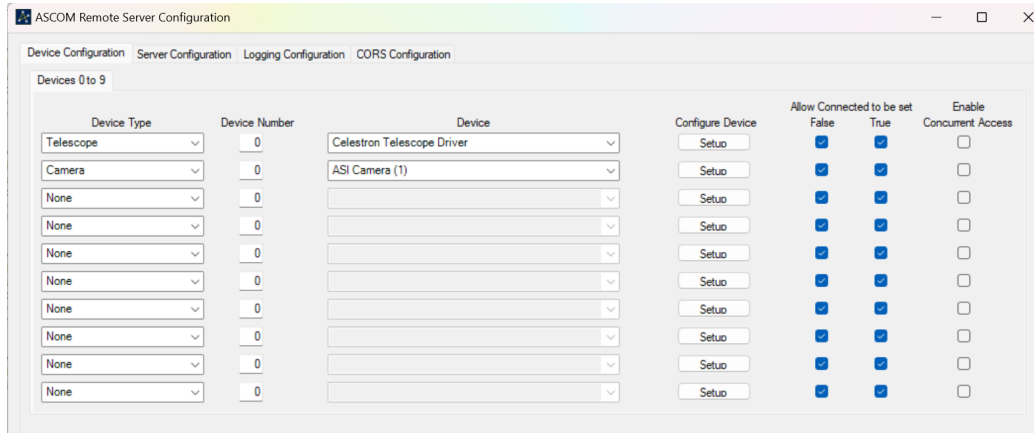 ASCOM Remote Server Configuration
Device Configuration Server Configuration Logging Configuration CORS Configuration
Devices 0 to 9
Allow Connected to be set Enable
Device Type Device Number Device Configure Device False True Concurrent Access
Telescope 0 Celestron Telescope Driver Setup
Camera 0 ASI Camera (1) Setup
None 0 Setup
None 0 Setup
None 0 Setup
None 0 Setup
None 0 Setup
None 0 Setup
None 0 Setup
None 0 Setup